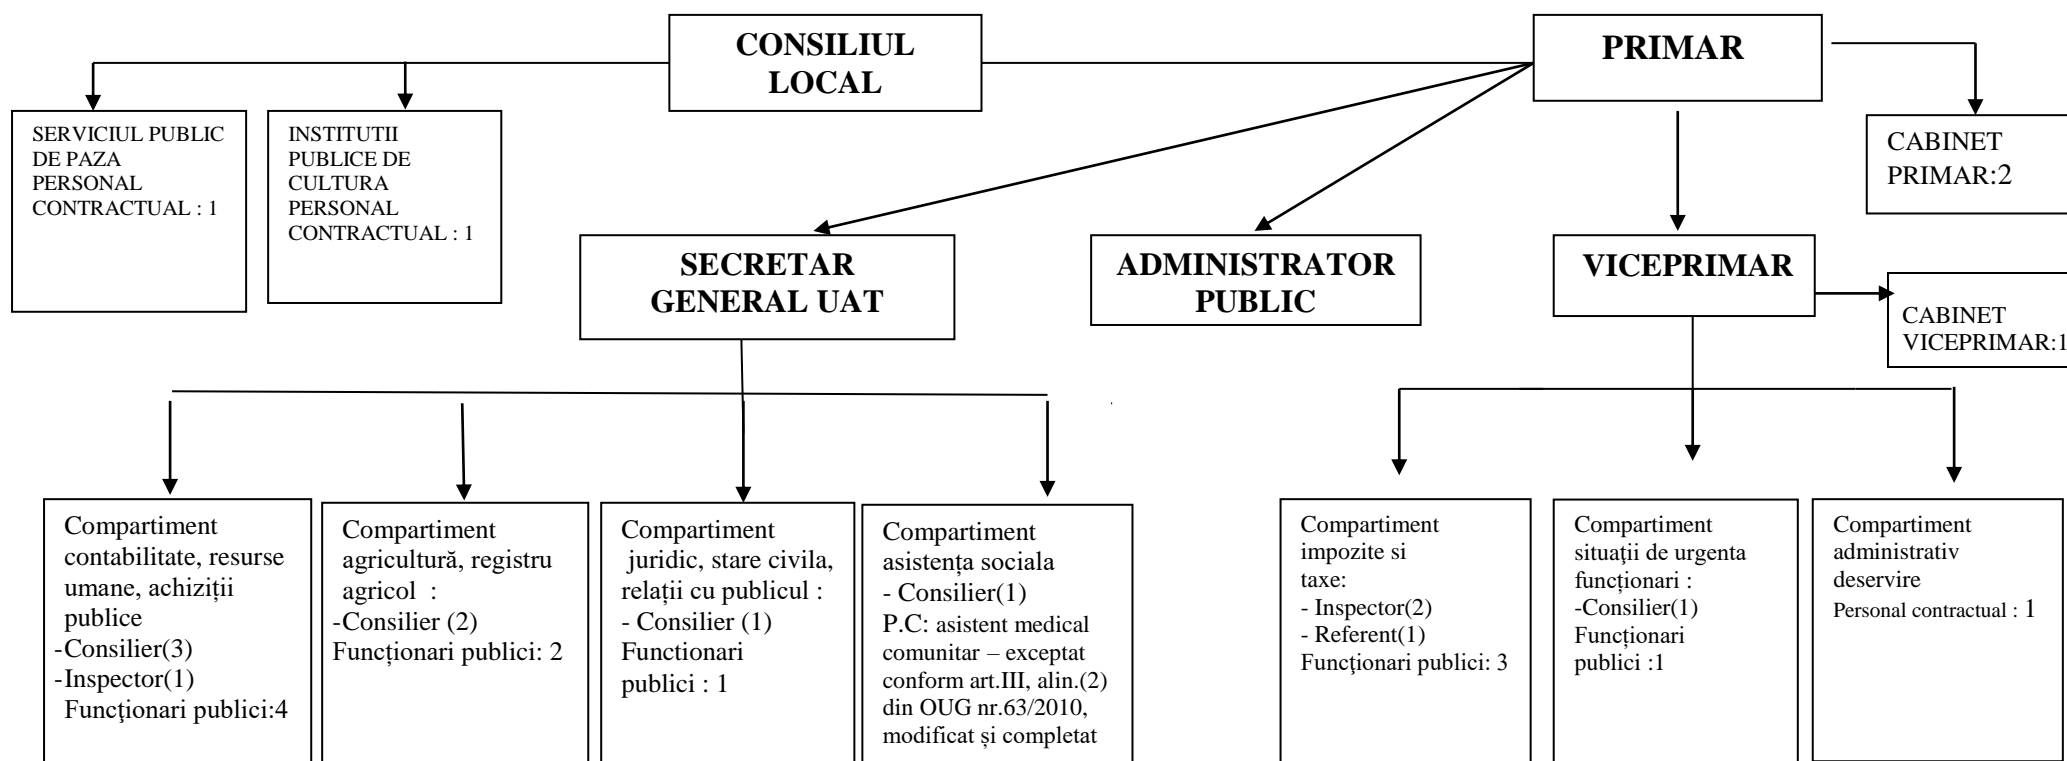 CONSILIUL
LOCAL
PRIMAR
SERVICIUL PUBLIC
DE PAZA
PERSONAL
CONTRACTUAL : 1
INSTITUTII
PUBLICE DE
CULTURA
PERSONAL
CONTRACTUAL : 1
CABINET
PRIMAR:2
SECRETAR
GENERAL UAT
ADMINISTRATOR
PUBLIC
VICEPRIMAR
CABINET
VICEPRIMAR:1
Compartiment
contabilitate, resurse
umane, achiziții
publice
-Consilier(3)
-Inspector(1)
Funcţionari publici:4
Compartiment
agricultură, registru
agricol :
-Consilier (2)
Funcționari publici: 2
Compartiment
juridic, stare civila,
relații cu publicul :
- Consilier (1)
Functionari
publici : 1
Compartiment
asistența sociala
- Consilier(1)
P.C: asistent medical
comunitar – exceptat
conform art.III, alin.(2)
din OUG nr.63/2010,
modificat și completat
Compartiment
impozite si
taxe:
- Inspector(2)
- Referent(1)
Funcţionari publici: 3
Compartiment
situații de urgenta
funcționari :
-Consilier(1)
Funcționari
publici :1
Compartiment
administrativ
deservire
Personal contractual : 1